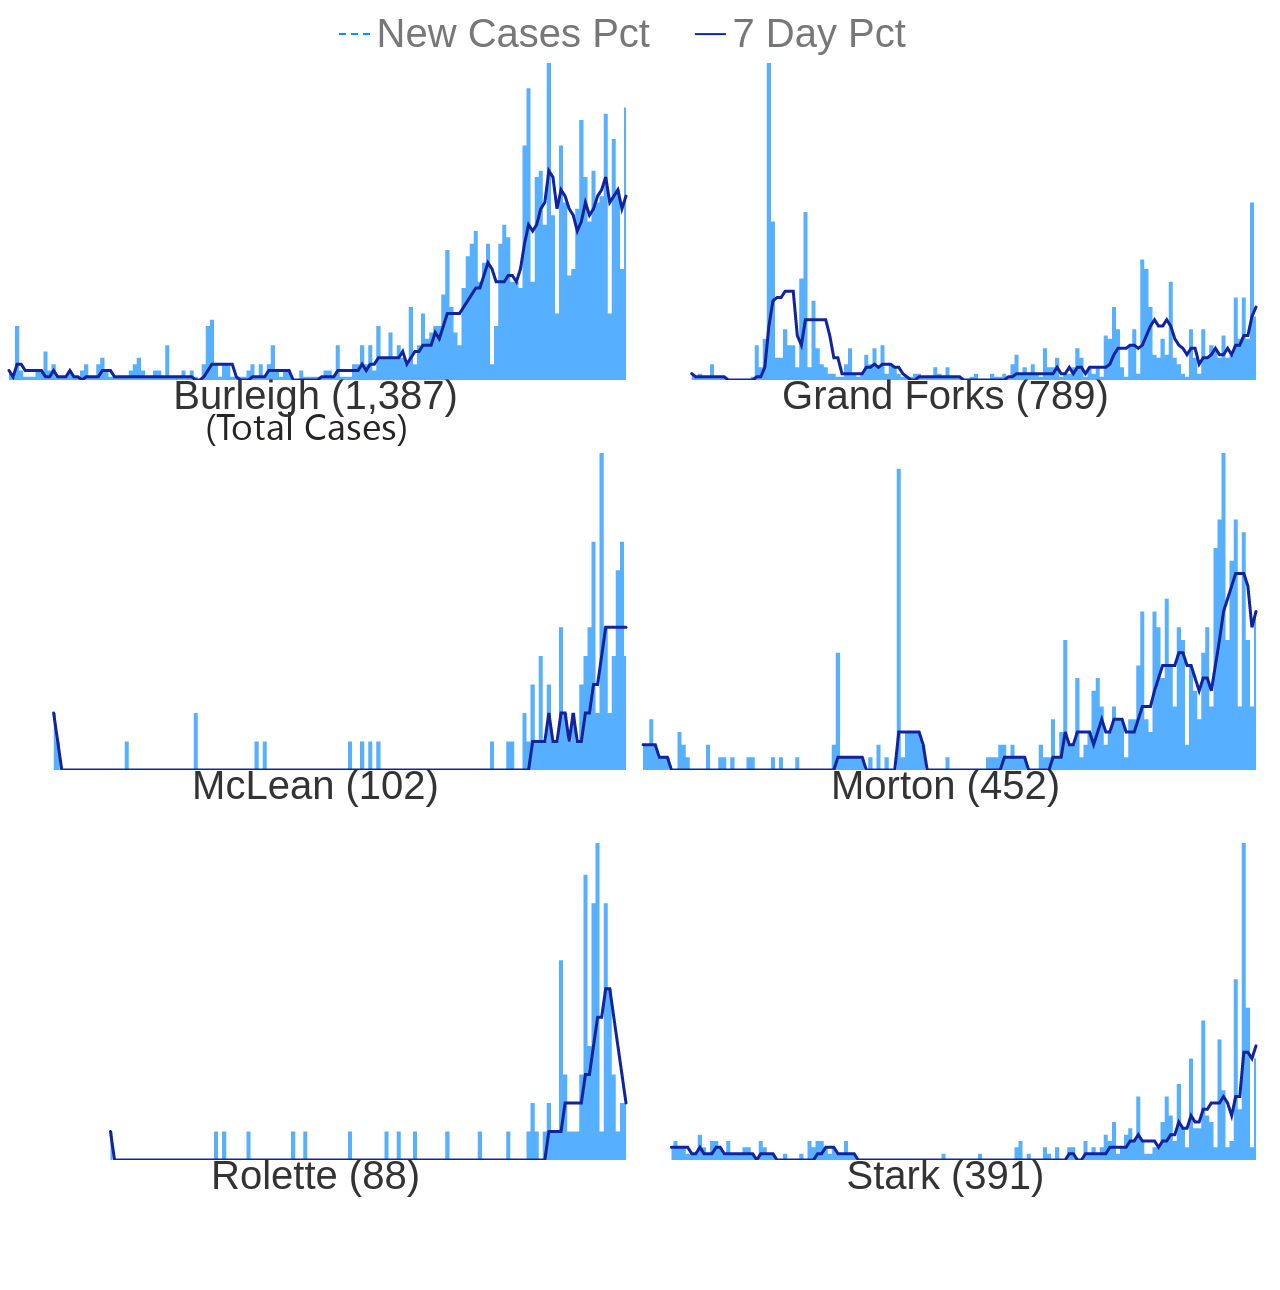 New Cases Pct 7 Day Pct
Burleigh (1,387) Grand Forks (789)
(Total Cases)
McLean (102) Morton (452)
Rolette (88) Stark (391)